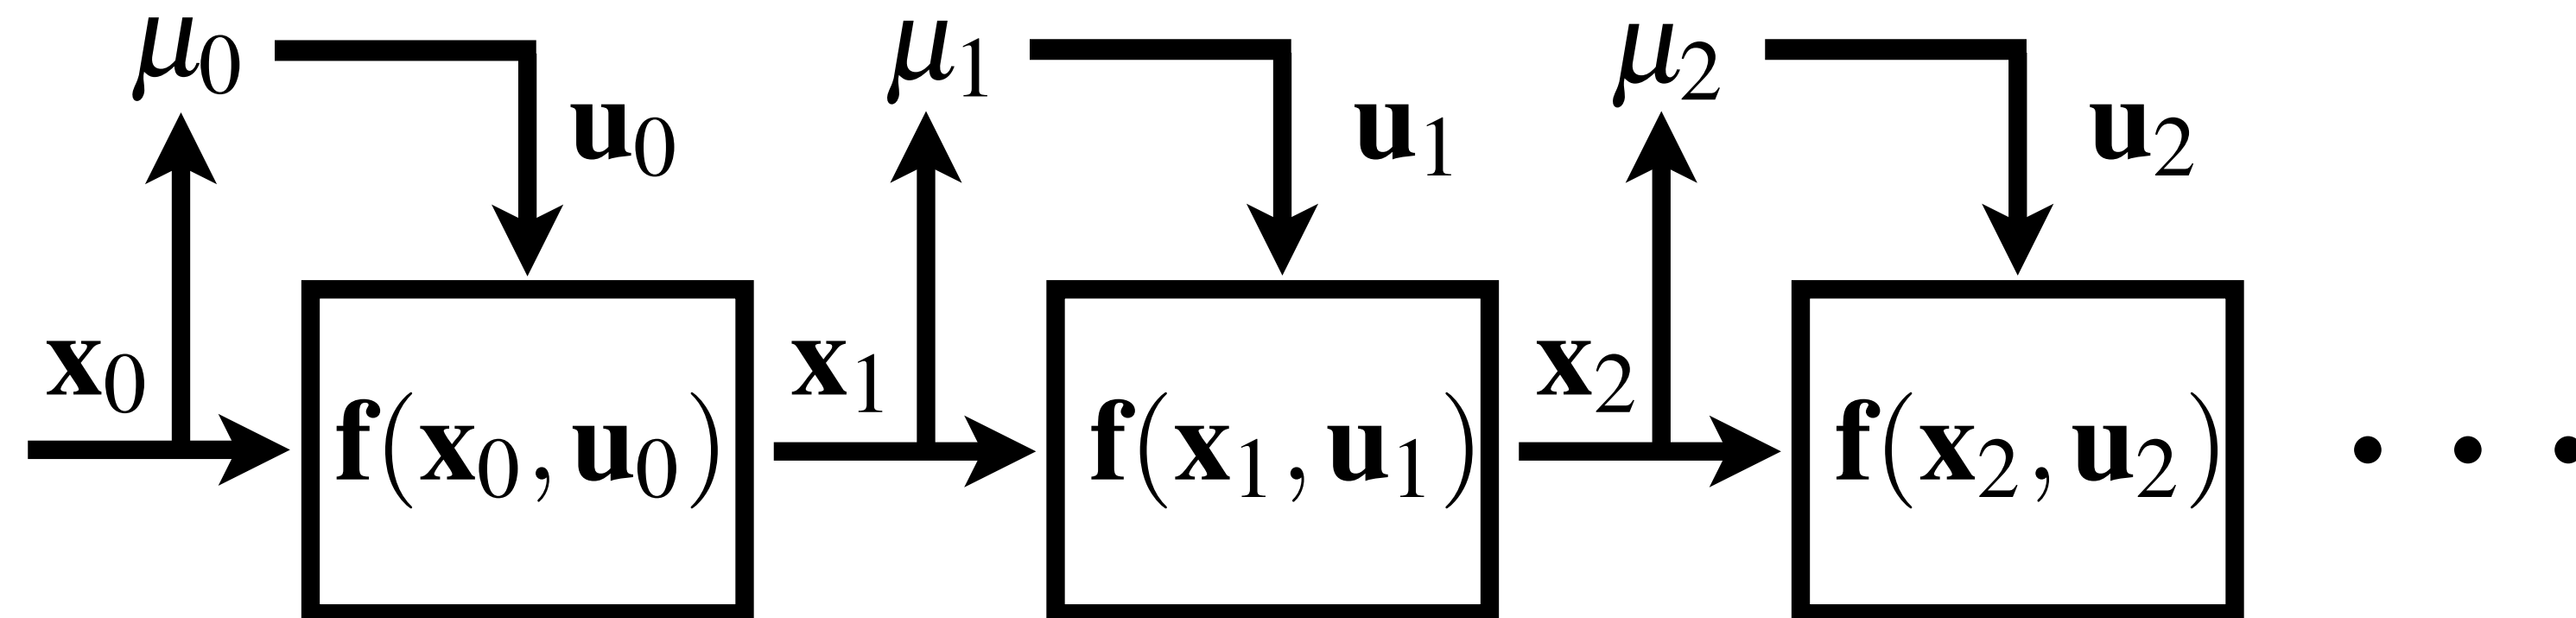 μ₀ μ₁ μ₂
u₀ u₁ u₂
x₀ x₁ x₂
f(x₀, u₀) f(x₁, u₁) f(x₂, u₂) . . .